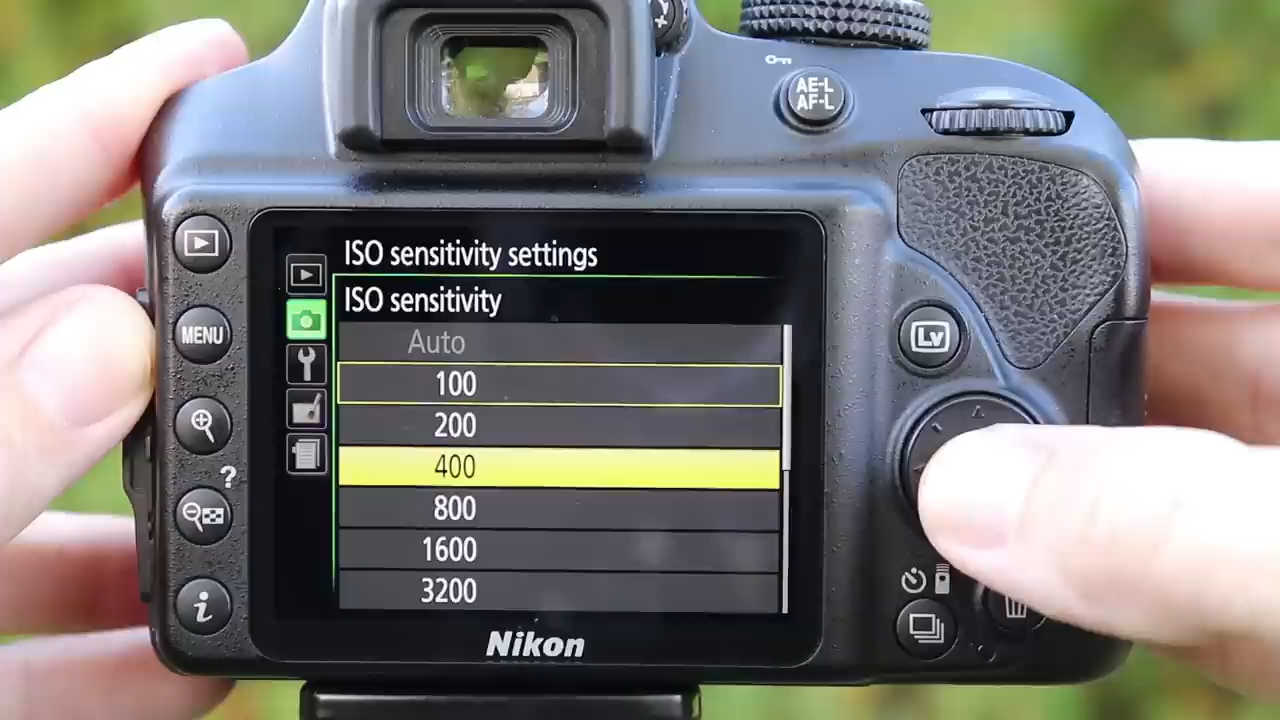 AE-L
AF-L
ISO sensitivity settings
ISO sensitivity
Auto
100
200
400
800
1600
3200
MENU
Lv
?
i
Nikon